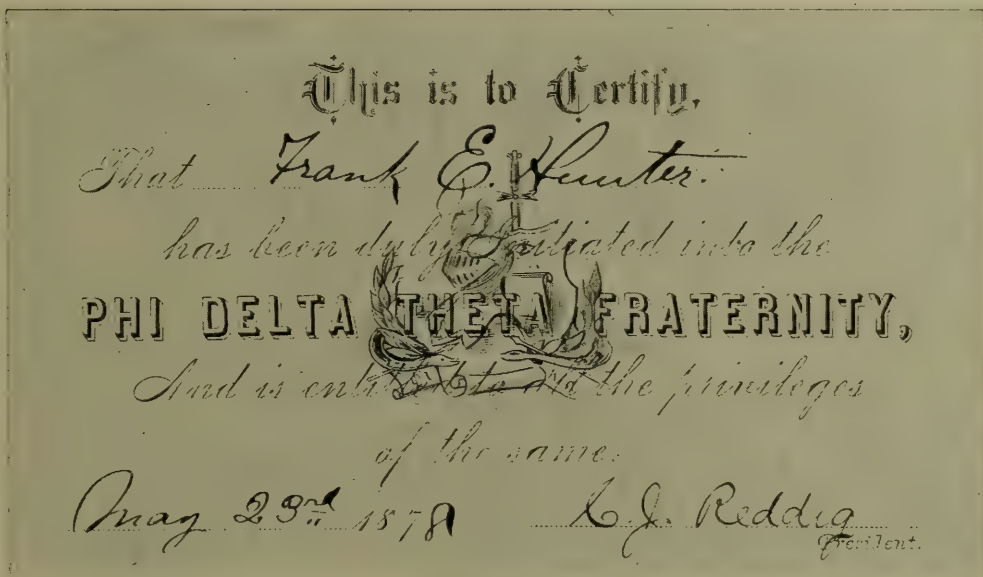 This is to Certify,
That Frank E. Hunter.
has been duly initiated into the
PHI DELTA THETA FRATERNITY,
And is entitled to all the privileges
of the same.
May 23rd 1878 C. J. Reddig
President.